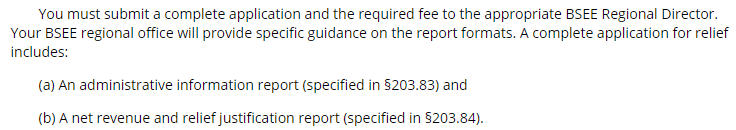 You must submit a complete application and the required fee to the appropriate BSEE Regional Director.
Your BSEE regional office will provide specific guidance on the report formats. A complete application for relief
includes:
(a) An administrative information report (specified in §203.83) and
(b) A net revenue and relief justification report (specified in §203.84).